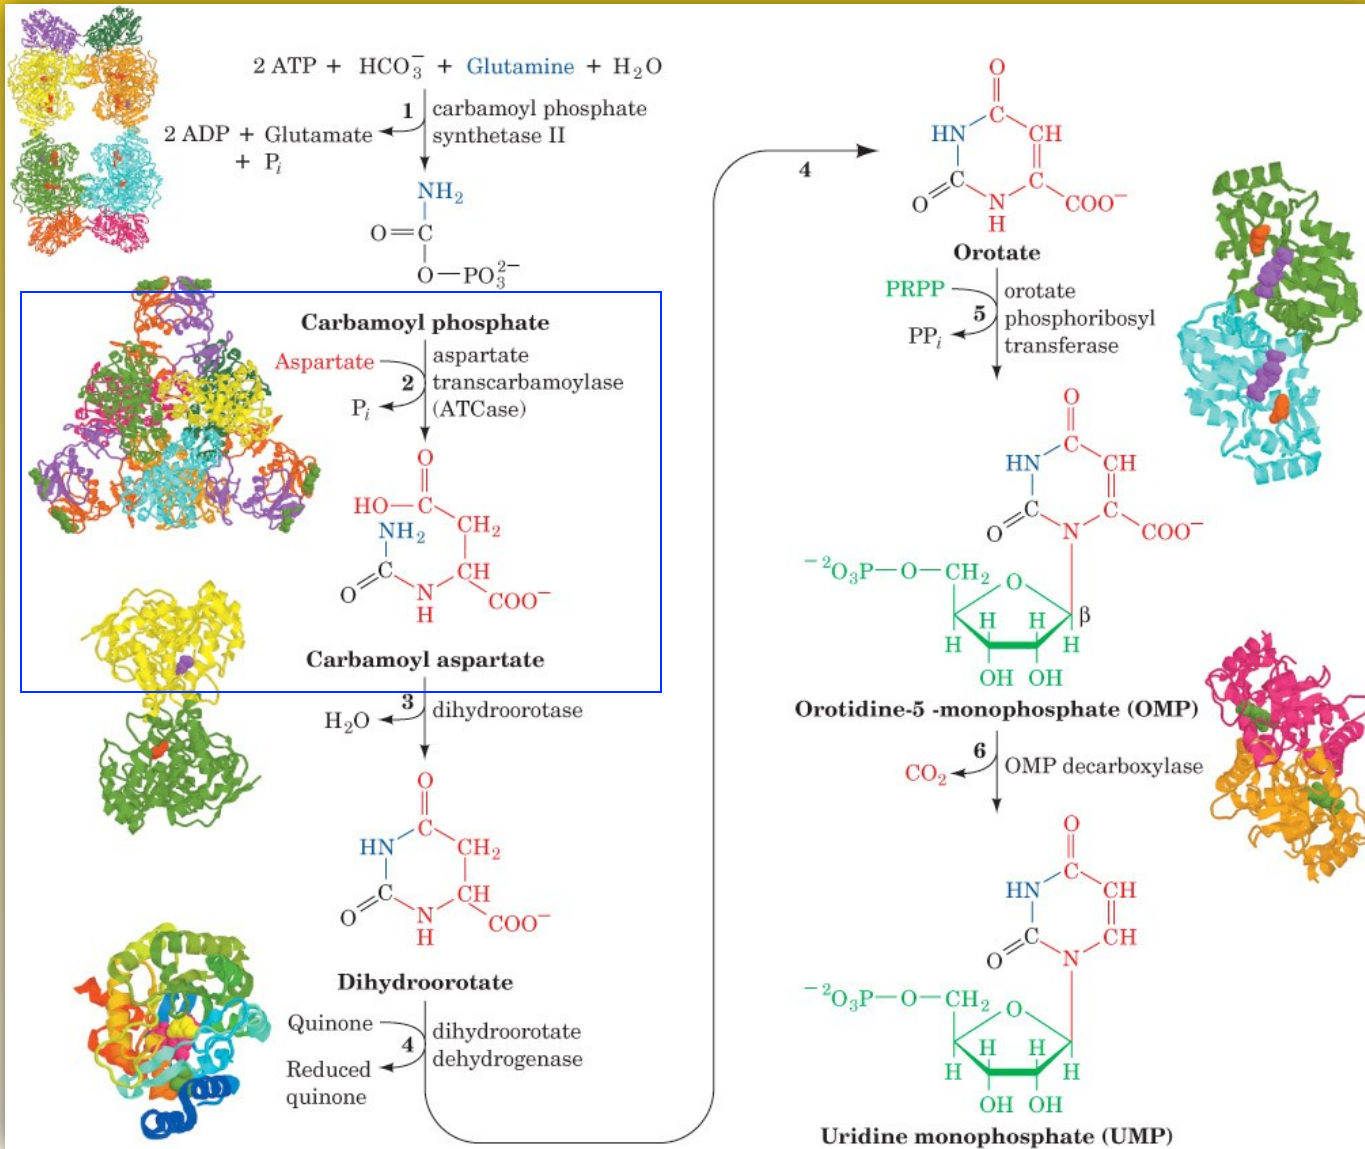 2 ATP + HCO₃⁻ + Glutamine + H₂O
1
carbamoyl phosphate
synthetase II
2 ADP + Glutamate
+ Pᵢ
NH₂
O=C
O—PO₃²⁻
Carbamoyl phosphate
Aspartate
2
aspartate
transcarbamoylase
(ATCase)
Pᵢ
O
HO C
NH₂ CH₂
C CH
O N COO⁻
H
Carbamoyl aspartate
3
dihydroorotase
H₂O
O
C
HN CH₂
C CH
O N COO⁻
H
Dihydroorotate
Quinone
4
dihydroorotate
dehydrogenase
Reduced
quinone
4
O
C
HN CH
C C
O N COO⁻
H
Orotate
PRPP
5
orotate
phosphoribosyl
transferase
PPᵢ
O
C
HN CH
C C
O N COO⁻
⁻²O₃P—O—CH₂ O
β
H H H H
OH OH
Orotidine-5 -monophosphate (OMP)
6
CO₂
OMP decarboxylase
O
C
HN CH
C CH
O N
⁻²O₃P—O—CH₂ O
H H H H
OH OH
Uridine monophosphate (UMP)